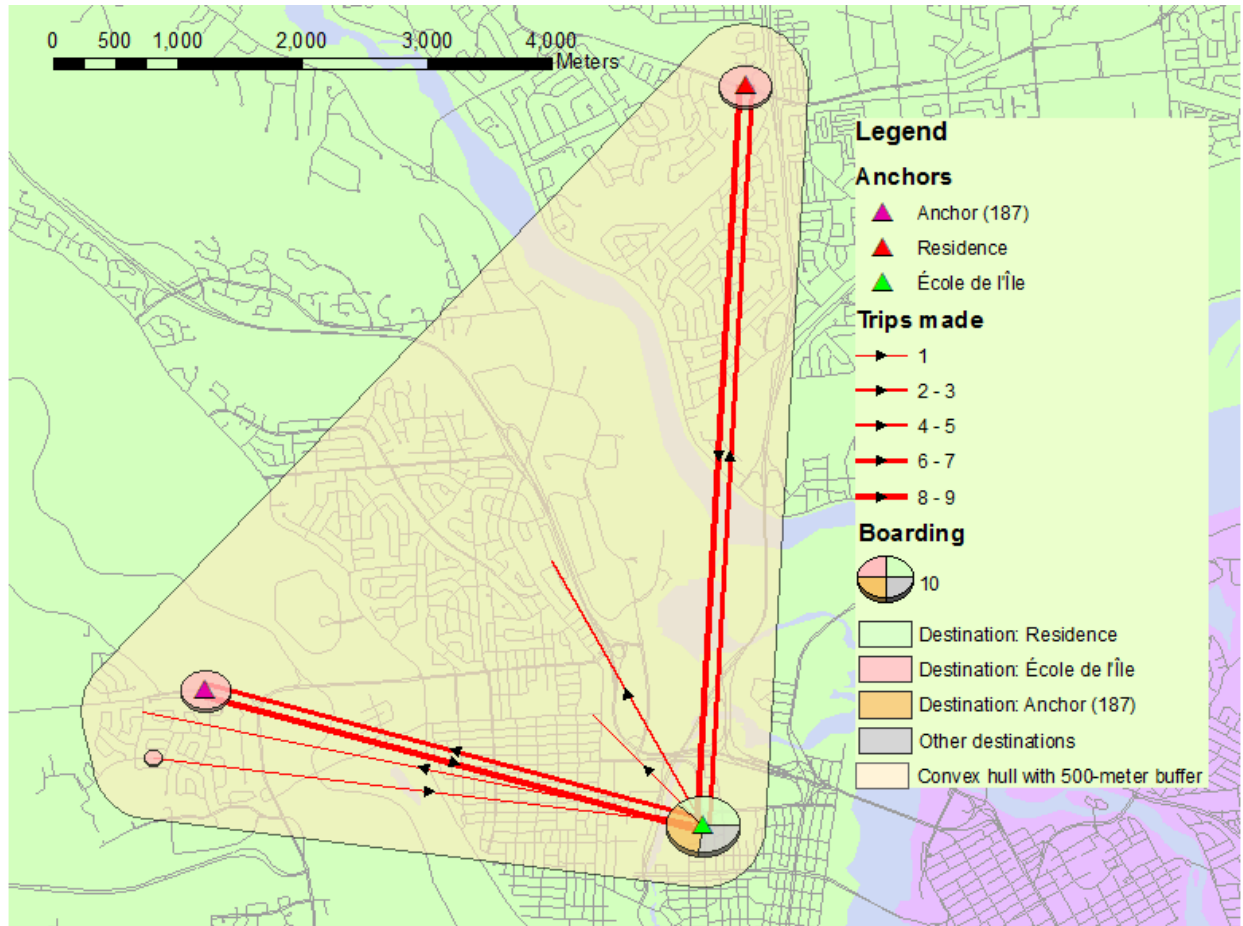 0 500 1,000 2,000 3,000 4,000
Meters
Legend
Anchors
Anchor (187)
Residence
École de l'Île
Trips made
1
2 - 3
4 - 5
6 - 7
8 - 9
Boarding
10
Destination: Residence
Destination: École de l'Île
Destination: Anchor (187)
Other destinations
Convex hull with 500-meter buffer